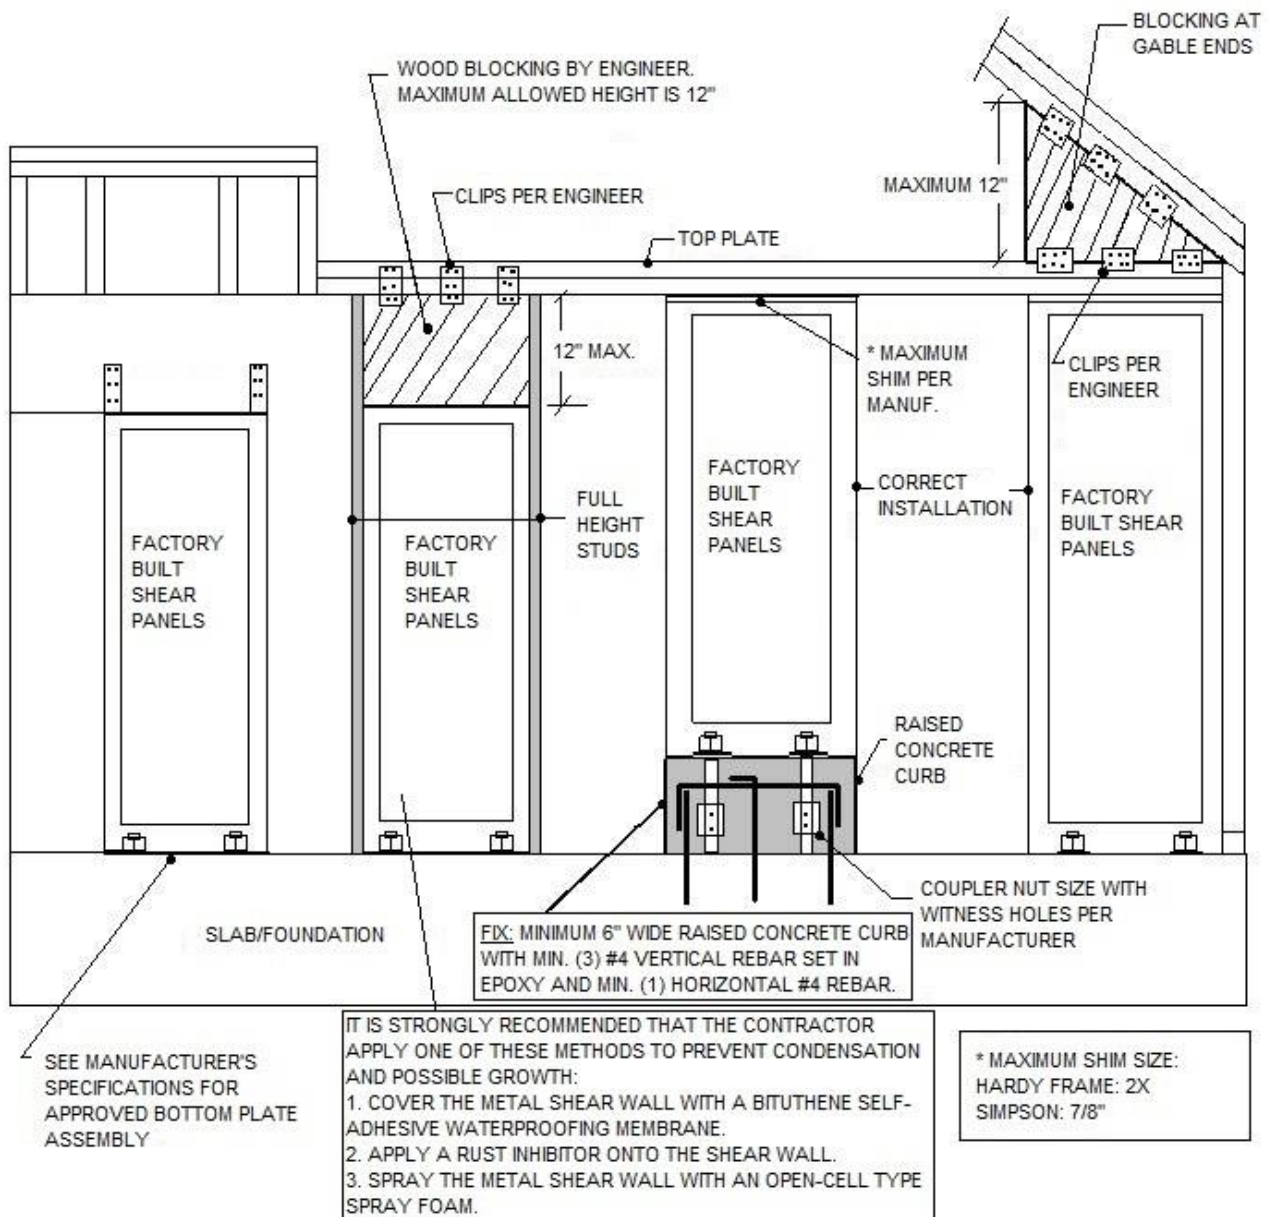 BLOCKING AT
GABLE ENDS
WOOD BLOCKING BY ENGINEER.
MAXIMUM ALLOWED HEIGHT IS 12"
MAXIMUM 12"
CLIPS PER ENGINEER
TOP PLATE
12" MAX.
* MAXIMUM
SHIM PER
MANUF.
CLIPS PER
ENGINEER
FACTORY
BUILT
SHEAR
PANELS
FACTORY
BUILT
SHEAR
PANELS
FULL
HEIGHT
STUDS
FACTORY
BUILT
SHEAR
PANELS
CORRECT
INSTALLATION
FACTORY
BUILT SHEAR
PANELS
RAISED
CONCRETE
CURB
COUPLER NUT SIZE WITH
WITNESS HOLES PER
MANUFACTURER
SLAB/FOUNDATION
FIX: MINIMUM 6" WIDE RAISED CONCRETE CURB
WITH MIN. (3) #4 VERTICAL REBAR SET IN
EPOXY AND MIN. (1) HORIZONTAL #4 REBAR.
SEE MANUFACTURER'S
SPECIFICATIONS FOR
APPROVED BOTTOM PLATE
ASSEMBLY
IT IS STRONGLY RECOMMENDED THAT THE CONTRACTOR
APPLY ONE OF THESE METHODS TO PREVENT CONDENSATION
AND POSSIBLE GROWTH:
1. COVER THE METAL SHEAR WALL WITH A BITUTHENE SELF-
ADHESIVE WATERPROOFING MEMBRANE.
2. APPLY A RUST INHIBITOR ONTO THE SHEAR WALL.
3. SPRAY THE METAL SHEAR WALL WITH AN OPEN-CELL TYPE
SPRAY FOAM.
* MAXIMUM SHIM SIZE:
HARDY FRAME: 2X
SIMPSON: 7/8"